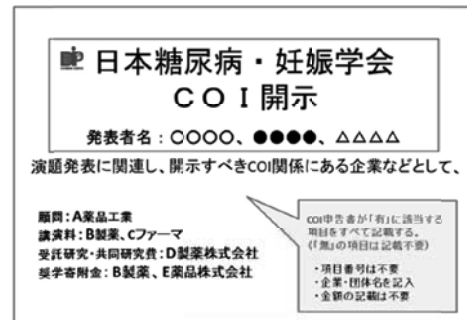 日本糖尿病・妊娠学会
ＣＯＩ開示
発表者名：〇〇〇〇、●●●●、△△△△
演題発表に関連し、開示すべきCOI関係にある企業などとして、
顧問：A薬品工業
講演料：B製薬、Cファーマ
受託研究・共同研究費：D製薬株式会社
奨学寄附金：B製薬、E薬品株式会社
COI申告書が「有」に該当する
項目をすべて記載する。
(「無」の項目は記載不要)
・項目番号は不要
・企業・団体名を記入
・金額の記載は不要